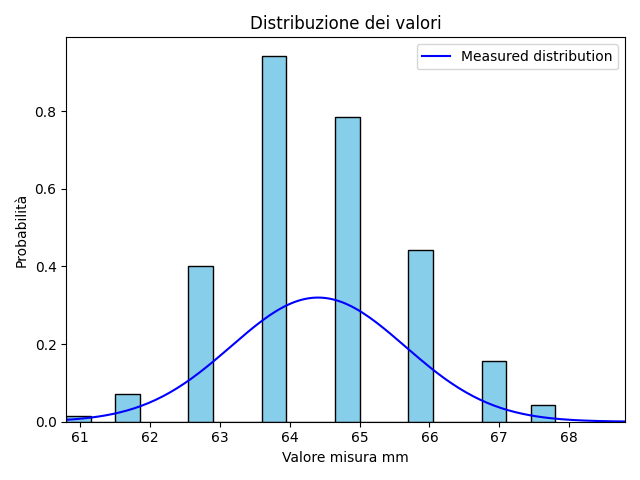 Distribuzione dei valori
Measured distribution
Probabilità
0.8
0.6
0.4
0.2
0.0
61 62 63 64 65 66 67 68
Valore misura mm